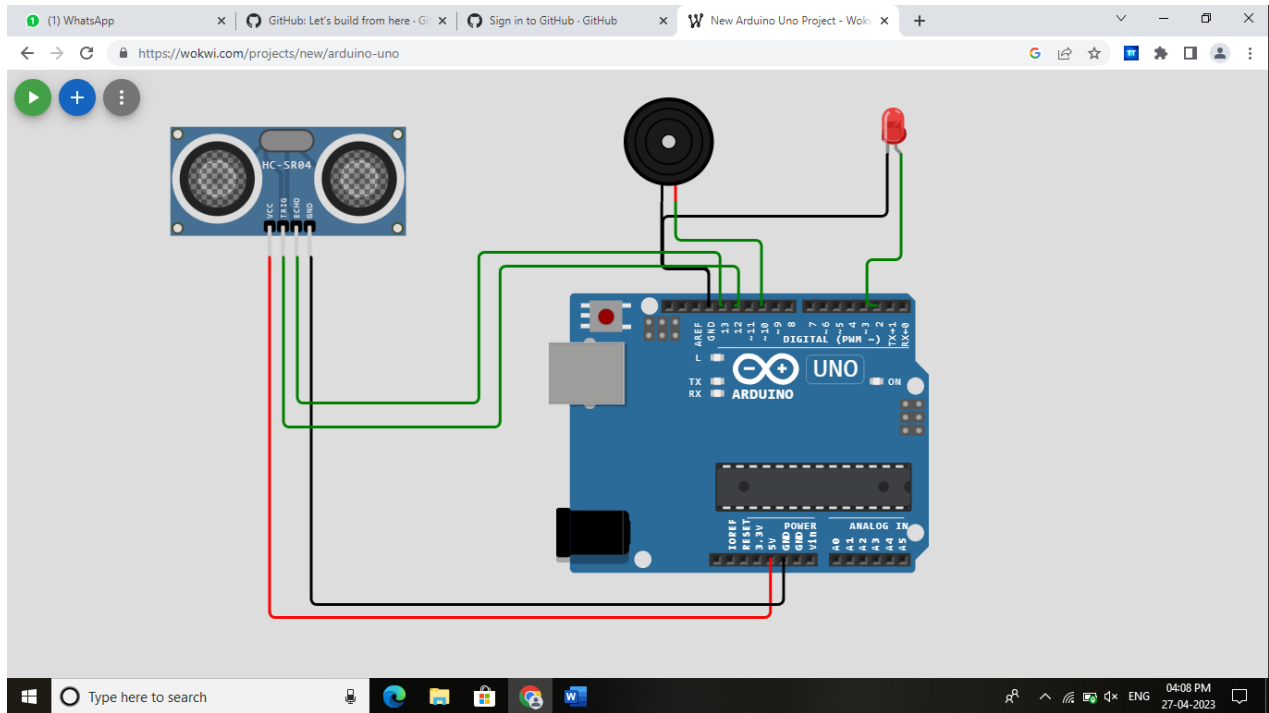 (1) WhatsApp
GitHub: Let's build from here · Gi
Sign in to GitHub · GitHub
New Arduino Uno Project - Wok
https://wokwi.com/projects/new/arduino-uno
HC-SR04
VCC
TRIG
ECHO
GND
AREF
GND
13
12
~11
~10
~9
8
7
~6
~5
4
~3
2
TX→1
RX←0
DIGITAL (PWM ~)
L
TX
RX
UNO
ON
ARDUINO
IOREF
RESET
3.3V
5V
GND
GND
Vin
POWER
ANALOG IN
A0
A1
A2
A3
A4
A5
Type here to search
ENG
04:08 PM
27-04-2023